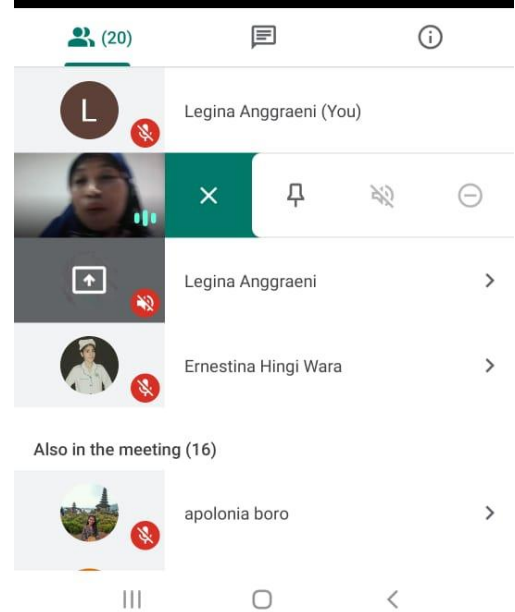 (20)
L
Legina Anggraeni (You)
Legina Anggraeni
Ernestina Hingi Wara
Also in the meeting (16)
apolonia boro